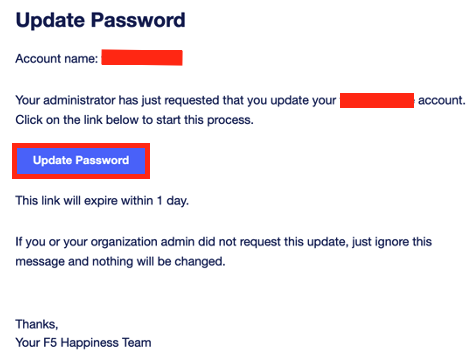 Update Password
Account name:
Your administrator has just requested that you update your account.
Click on the link below to start this process.
Update Password
This link will expire within 1 day.
If you or your organization admin did not request this update, just ignore this
message and nothing will be changed.
Thanks,
Your F5 Happiness Team